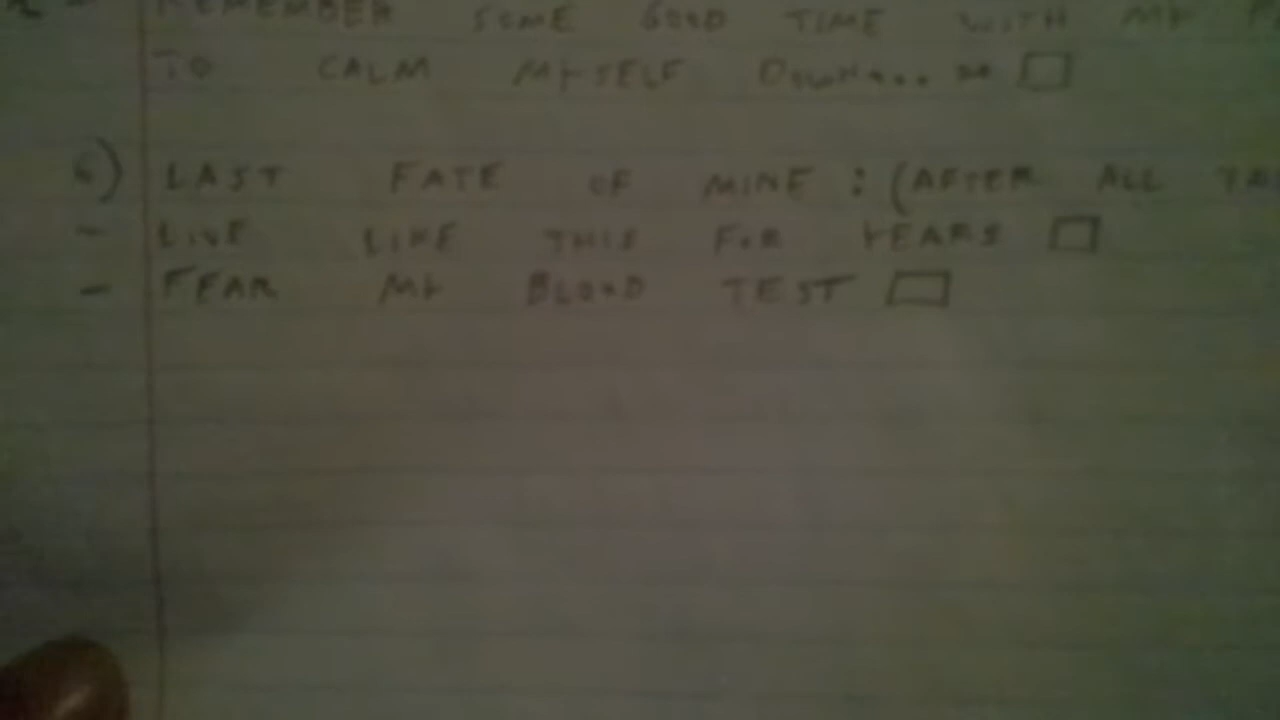 - REMEMBER SOME GOOD TIME WITH MY
TO CALM MYSELF DOWN...
6) LAST FATE OF MINE : (AFTER ALL
- LIVE LIKE THIS FOR YEARS
- FEAR MY BLOOD TEST